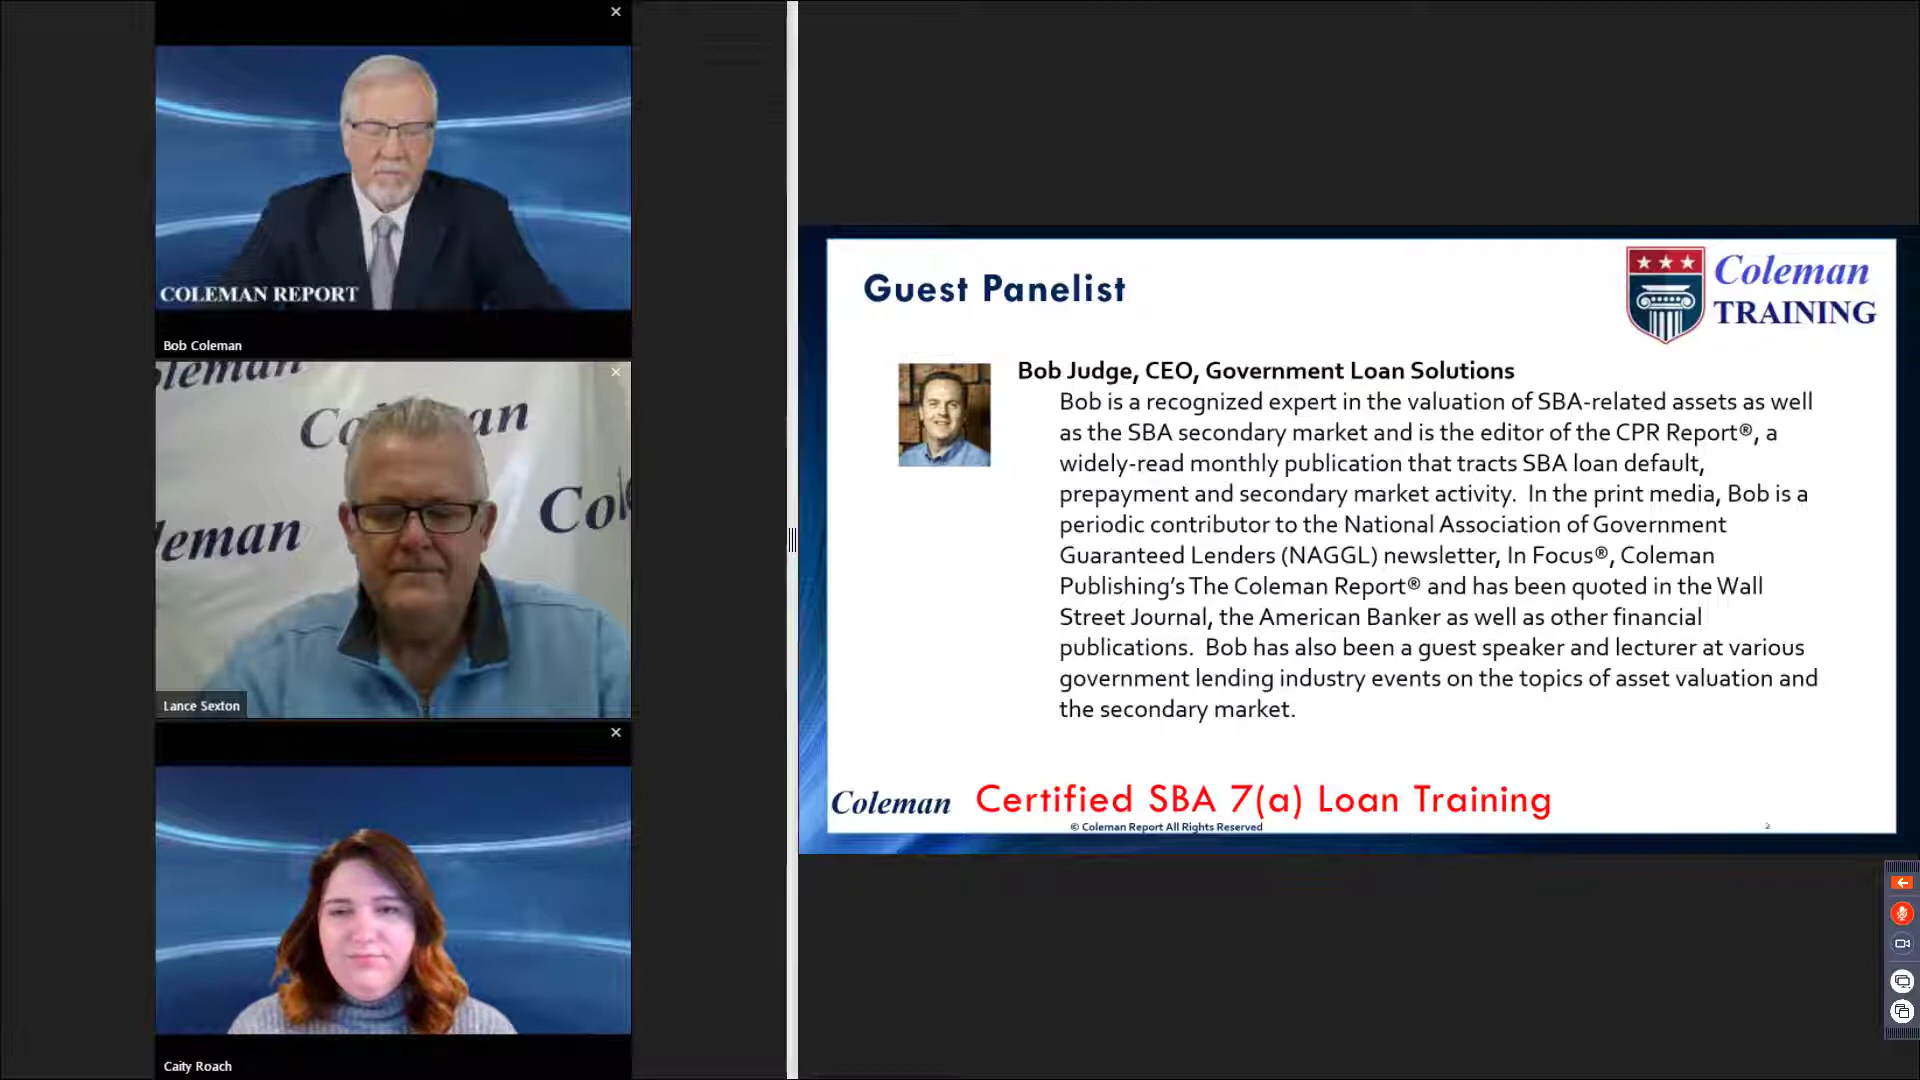 COLEMAN REPORT
Bob Coleman
oleman
Coleman
leman
Col
Lance Sexton
Caity Roach
Guest Panelist
Coleman
TRAINING
Bob Judge, CEO, Government Loan Solutions
Bob is a recognized expert in the valuation of SBA-related assets as well
as the SBA secondary market and is the editor of the CPR Report®, a
widely-read monthly publication that tracts SBA loan default,
prepayment and secondary market activity.  In the print media, Bob is a
periodic contributor to the National Association of Government
Guaranteed Lenders (NAGGL) newsletter, In Focus®, Coleman
Publishing's The Coleman Report® and has been quoted in the Wall
Street Journal, the American Banker as well as other financial
publications.  Bob has also been a guest speaker and lecturer at various
government lending industry events on the topics of asset valuation and
the secondary market.
Coleman
Certified SBA 7(a) Loan Training
© Coleman Report All Rights Reserved
2